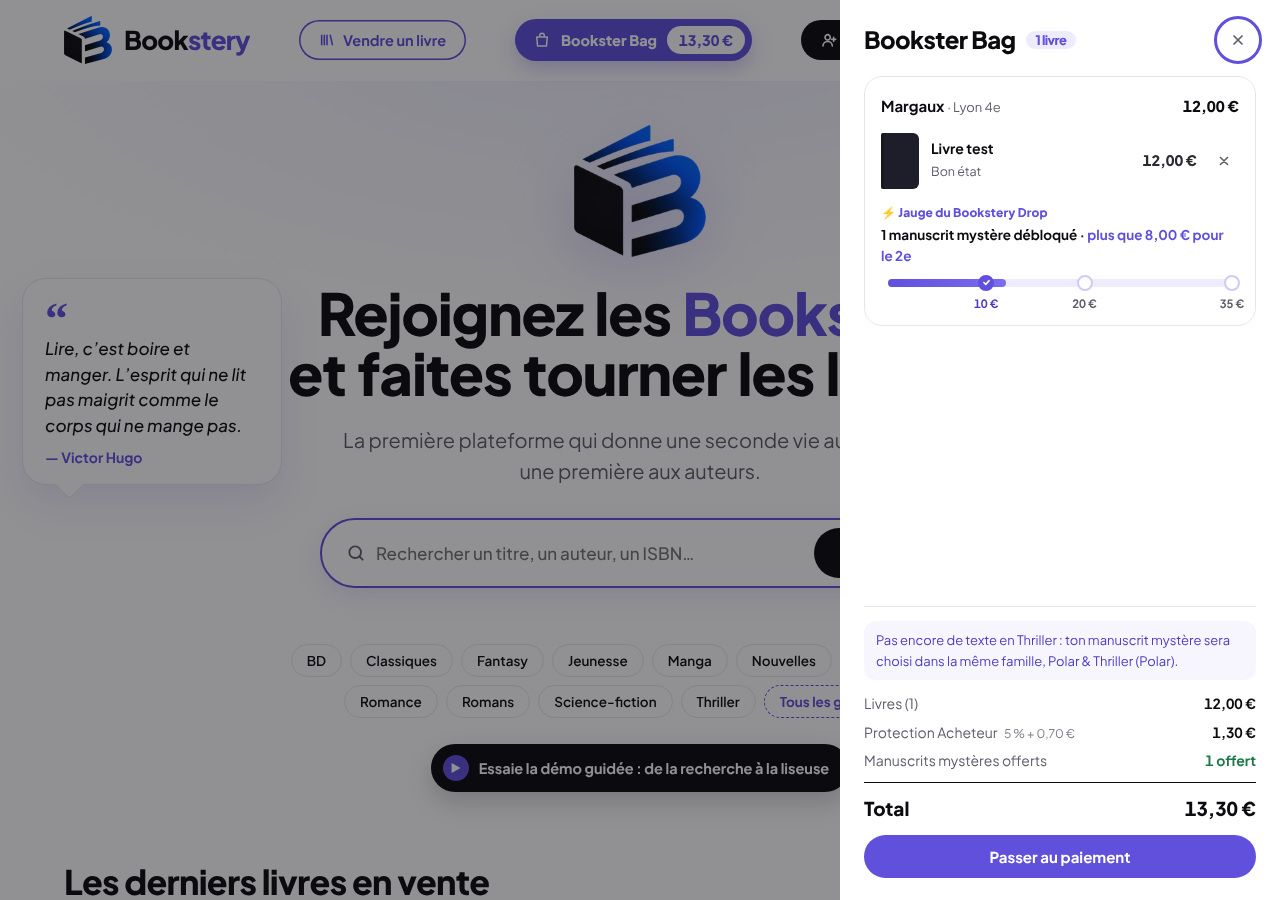 Bookstery
Vendre un livre
Bookster Bag 13,30 €
“
Lire, c’est boire et
manger. L’esprit qui ne lit
pas maigrit comme le
corps qui ne mange pas.
— Victor Hugo
Rejoignez les Books
et faites tourner les l
La première plateforme qui donne une seconde vie au
une première aux auteurs.
Rechercher un titre, un auteur, un ISBN…
BD Classiques Fantasy Jeunesse Manga Nouvelles
Romance Romans Science-fiction Thriller Tous les g
Essaie la démo guidée : de la recherche à la liseuse
Les derniers livres en vente
Bookster Bag 1 livre
Margaux · Lyon 4e 12,00 €
Livre test
Bon état
12,00 €
⚡ Jauge du Bookstery Drop
1 manuscrit mystère débloqué · plus que 8,00 € pour
le 2e
10 € 20 € 35 €
Pas encore de texte en Thriller : ton manuscrit mystère sera
choisi dans la même famille, Polar & Thriller (Polar).
Livres (1) 12,00 €
Protection Acheteur 5 % + 0,70 € 1,30 €
Manuscrits mystères offerts 1 offert
Total 13,30 €
Passer au paiement